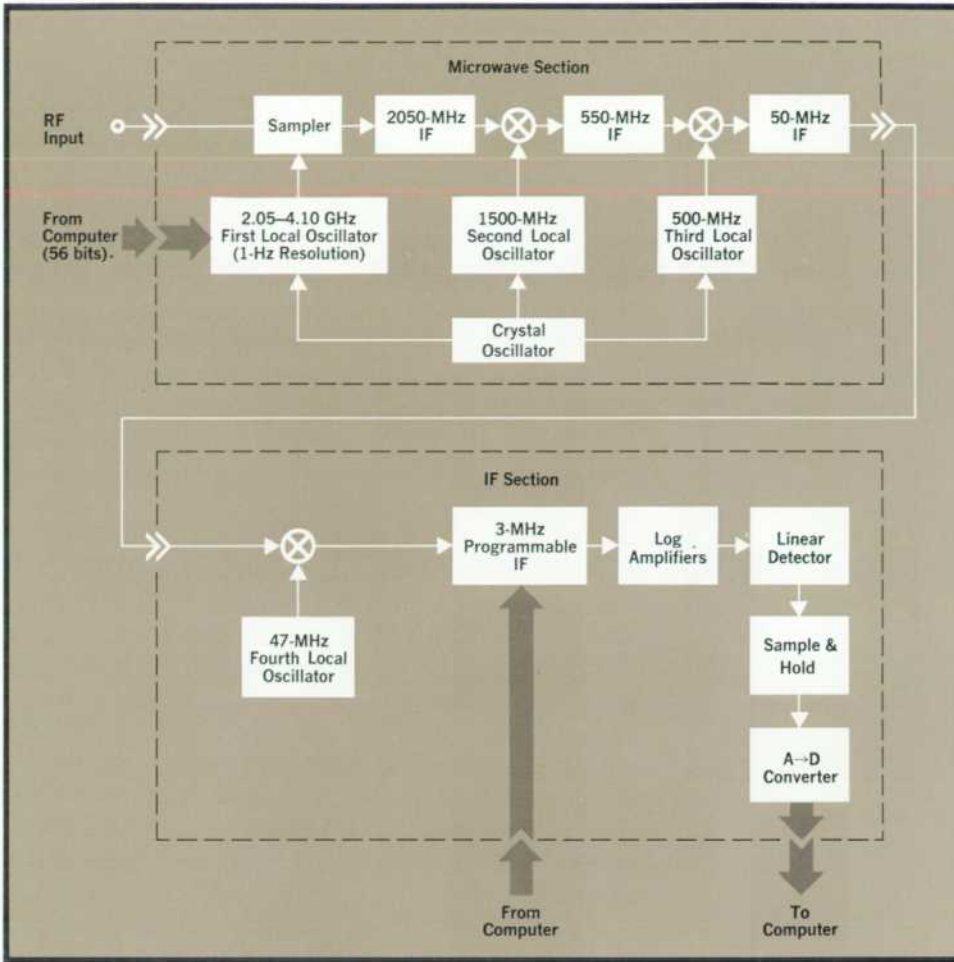 Microwave Section
RF
Input
Sampler
2050-MHz
IF
550-MHz
IF
50-MHz
IF
From
Computer
(56 bits).
2.05–4.10 GHz
First Local Oscillator
(1-Hz Resolution)
1500-MHz
Second Local
Oscillator
500-MHz
Third Local
Oscillator
Crystal
Oscillator
IF Section
3-MHz
Programmable
IF
Log
Amplifiers
Linear
Detector
47-MHz
Fourth Local
Oscillator
Sample &
Hold
A→D
Converter
From
Computer
To
Computer